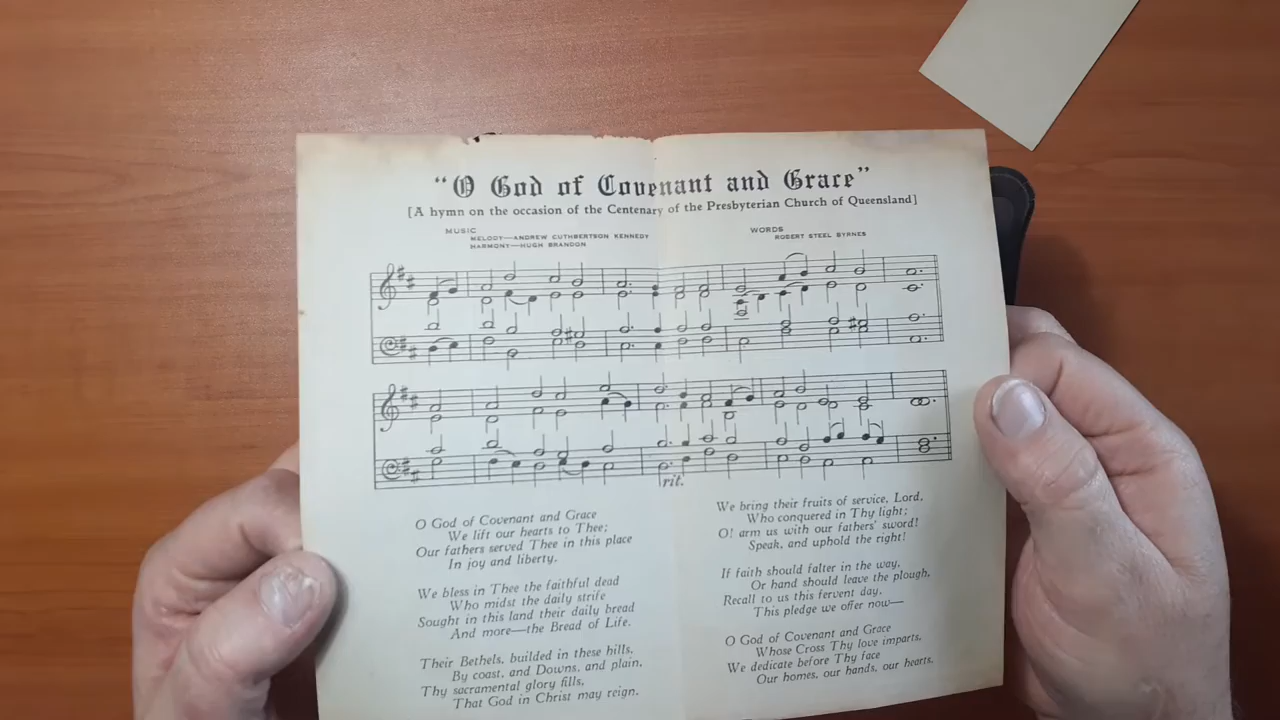 "O God of Covenant and Grace"
[A hymn on the occasion of the Centenary of the Presbyterian Church of Queensland]
MUSIC
MELODY—ANDREW CUTHBERTSON KENNEDY
HARMONY—HUGH BRANDON
WORDS
ROBERT STEEL BYRNES
rit.
O God of Covenant and Grace
We lift our hearts to Thee;
Our fathers served Thee in this place
In joy and liberty.
We bless in Thee the faithful dead
Who midst the daily strife
Sought in this land their daily bread
And more—the Bread of Life.
Their Bethels, builded in these hills,
By coast, and Downs, and plain,
Thy sacramental glory fills,
That God in Christ may reign.
We bring their fruits of service, Lord,
Who conquered in Thy light;
O! arm us with our fathers' sword!
Speak, and uphold the right!
If faith should falter in the way,
Or hand should leave the plough,
Recall to us this fervent day,
This pledge we offer now—
O God of Covenant and Grace
Whose Cross Thy love imparts,
We dedicate before Thy face
Our homes, our hands, our hearts.